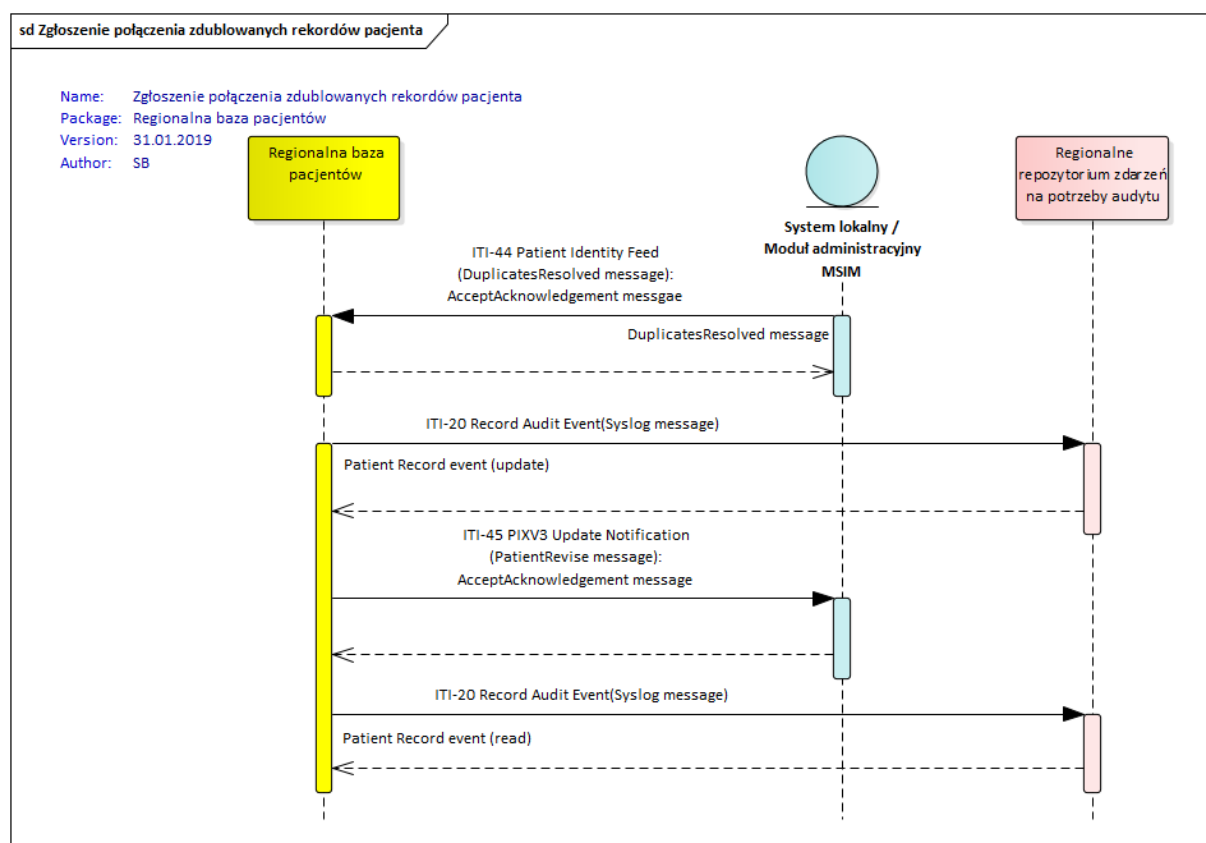 sd Zgłoszenie połączenia zdublowanych rekordów pacjenta
Name: Zgłoszenie połączenia zdublowanych rekordów pacjenta
Package: Regionalna baza pacjentów
Version: 31.01.2019
Author: SB
Regionalna baza
pacjentów
System lokalny /
Moduł administracyjny
MSIM
Regionalne
repozytorium zdarzeń
na potrzeby audytu
ITI-44 Patient Identity Feed
(DuplicatesResolved message):
AcceptAcknowledgement messgae
DuplicatesResolved message
ITI-20 Record Audit Event(Syslog message)
Patient Record event (update)
ITI-45 PIXV3 Update Notification
(PatientRevise message):
AcceptAcknowledgement message
ITI-20 Record Audit Event(Syslog message)
Patient Record event (read)